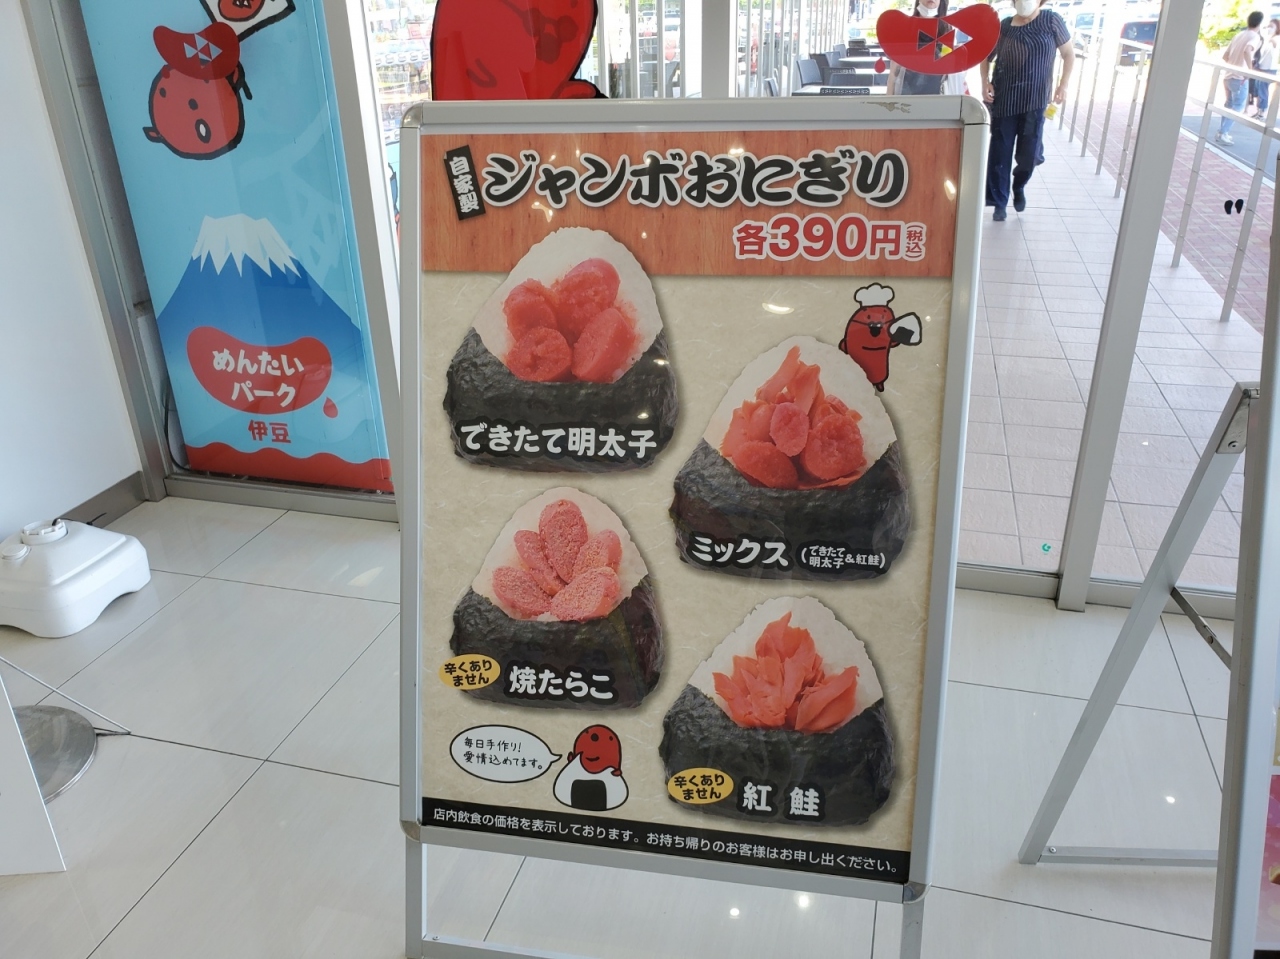 自家製
ジャンボおにぎり
各390円(税込)
できたて明太子
ミックス(できたて明太子&紅鮭)
辛くありません
焼たらこ
辛くありません
紅鮭
毎日手作り!
愛情込めてます。
店内飲食の価格を表示しております。お持ち帰りのお客様はお申し出ください。
めんたい
パーク
伊豆